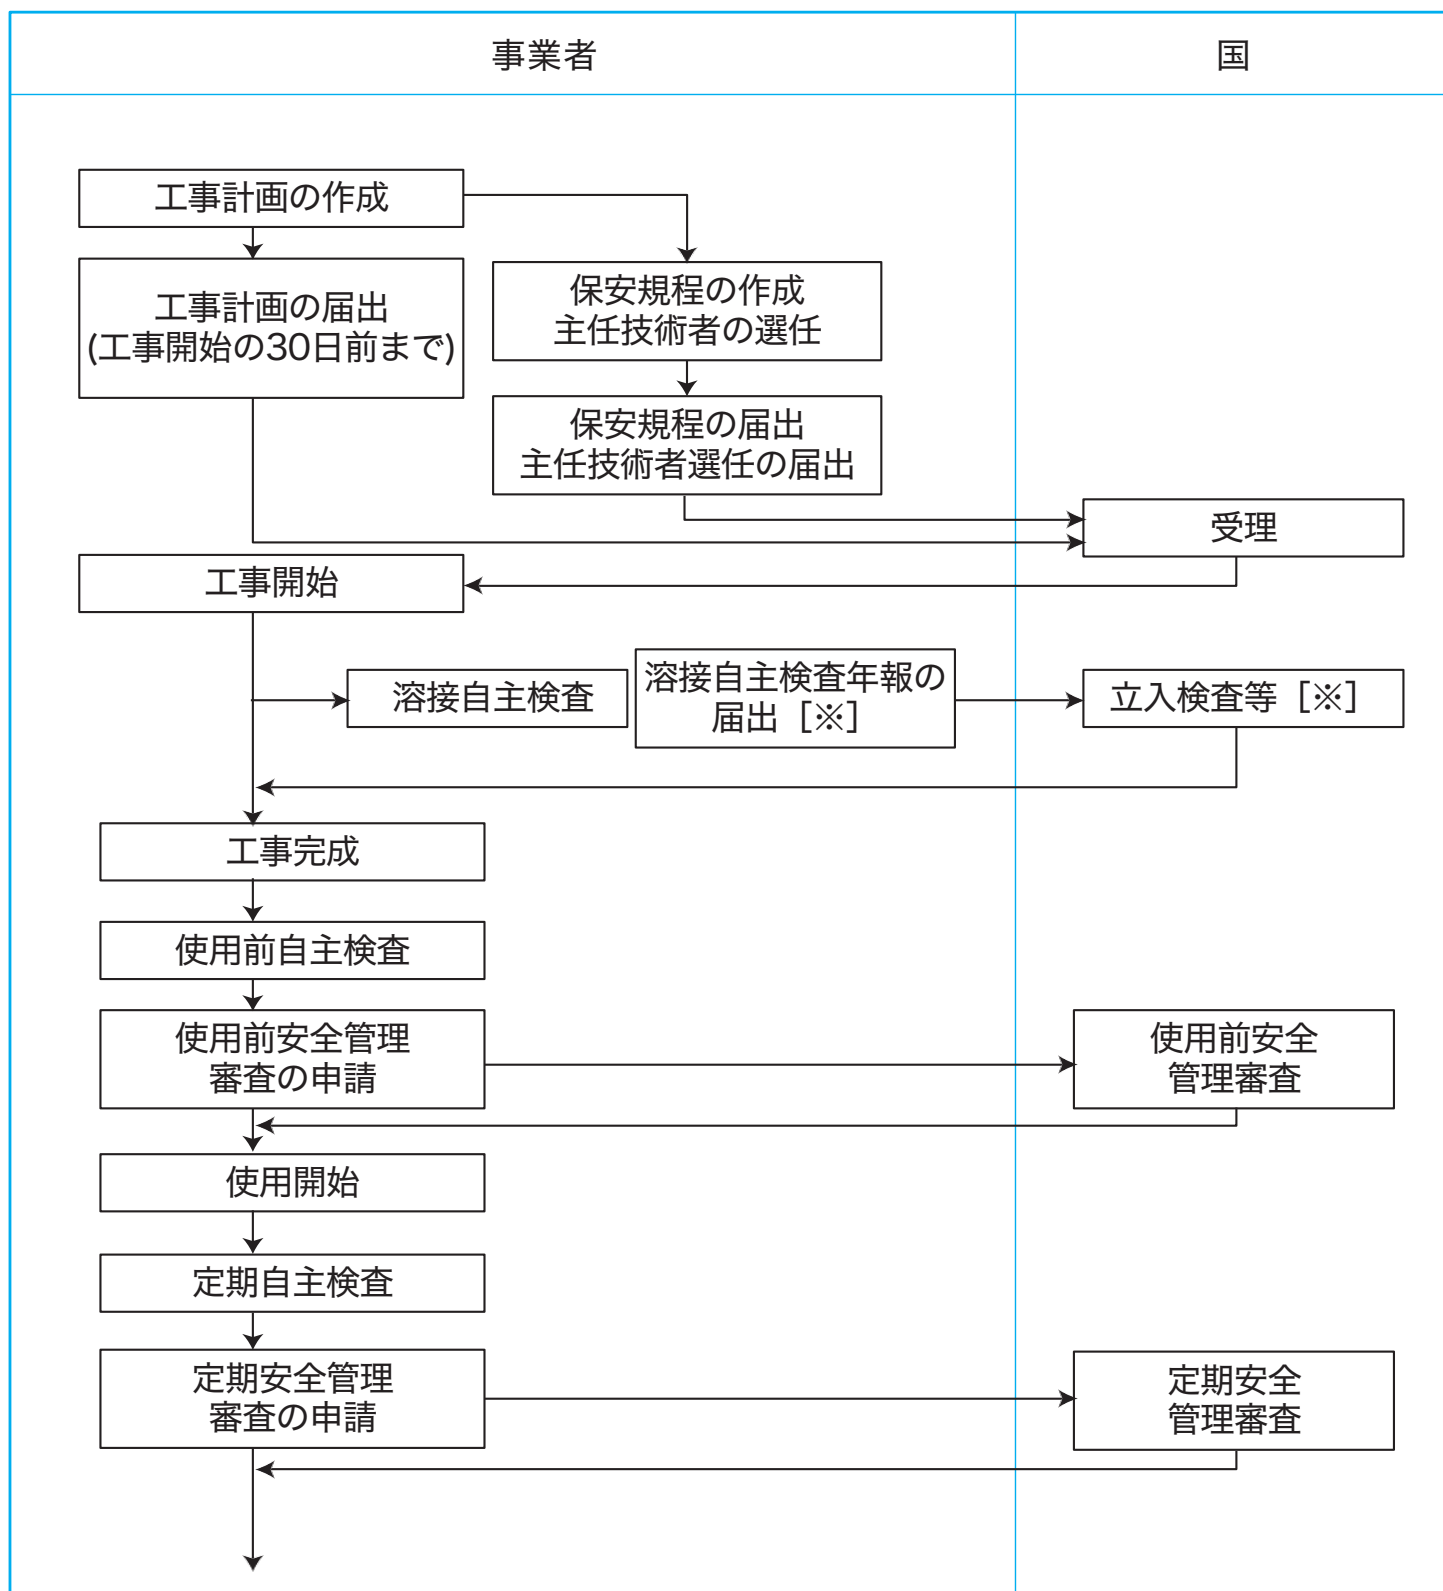 事業者
国
工事計画の作成
工事計画の届出
(工事開始の30日前まで)
保安規程の作成
主任技術者の選任
保安規程の届出
主任技術者選任の届出
受理
工事開始
溶接自主検査
溶接自主検査年報の
届出［※］
立入検査等［※］
工事完成
使用前自主検査
使用前安全管理
審査の申請
使用前安全
管理審査
使用開始
定期自主検査
定期安全管理
審査の申請
定期安全
管理審査